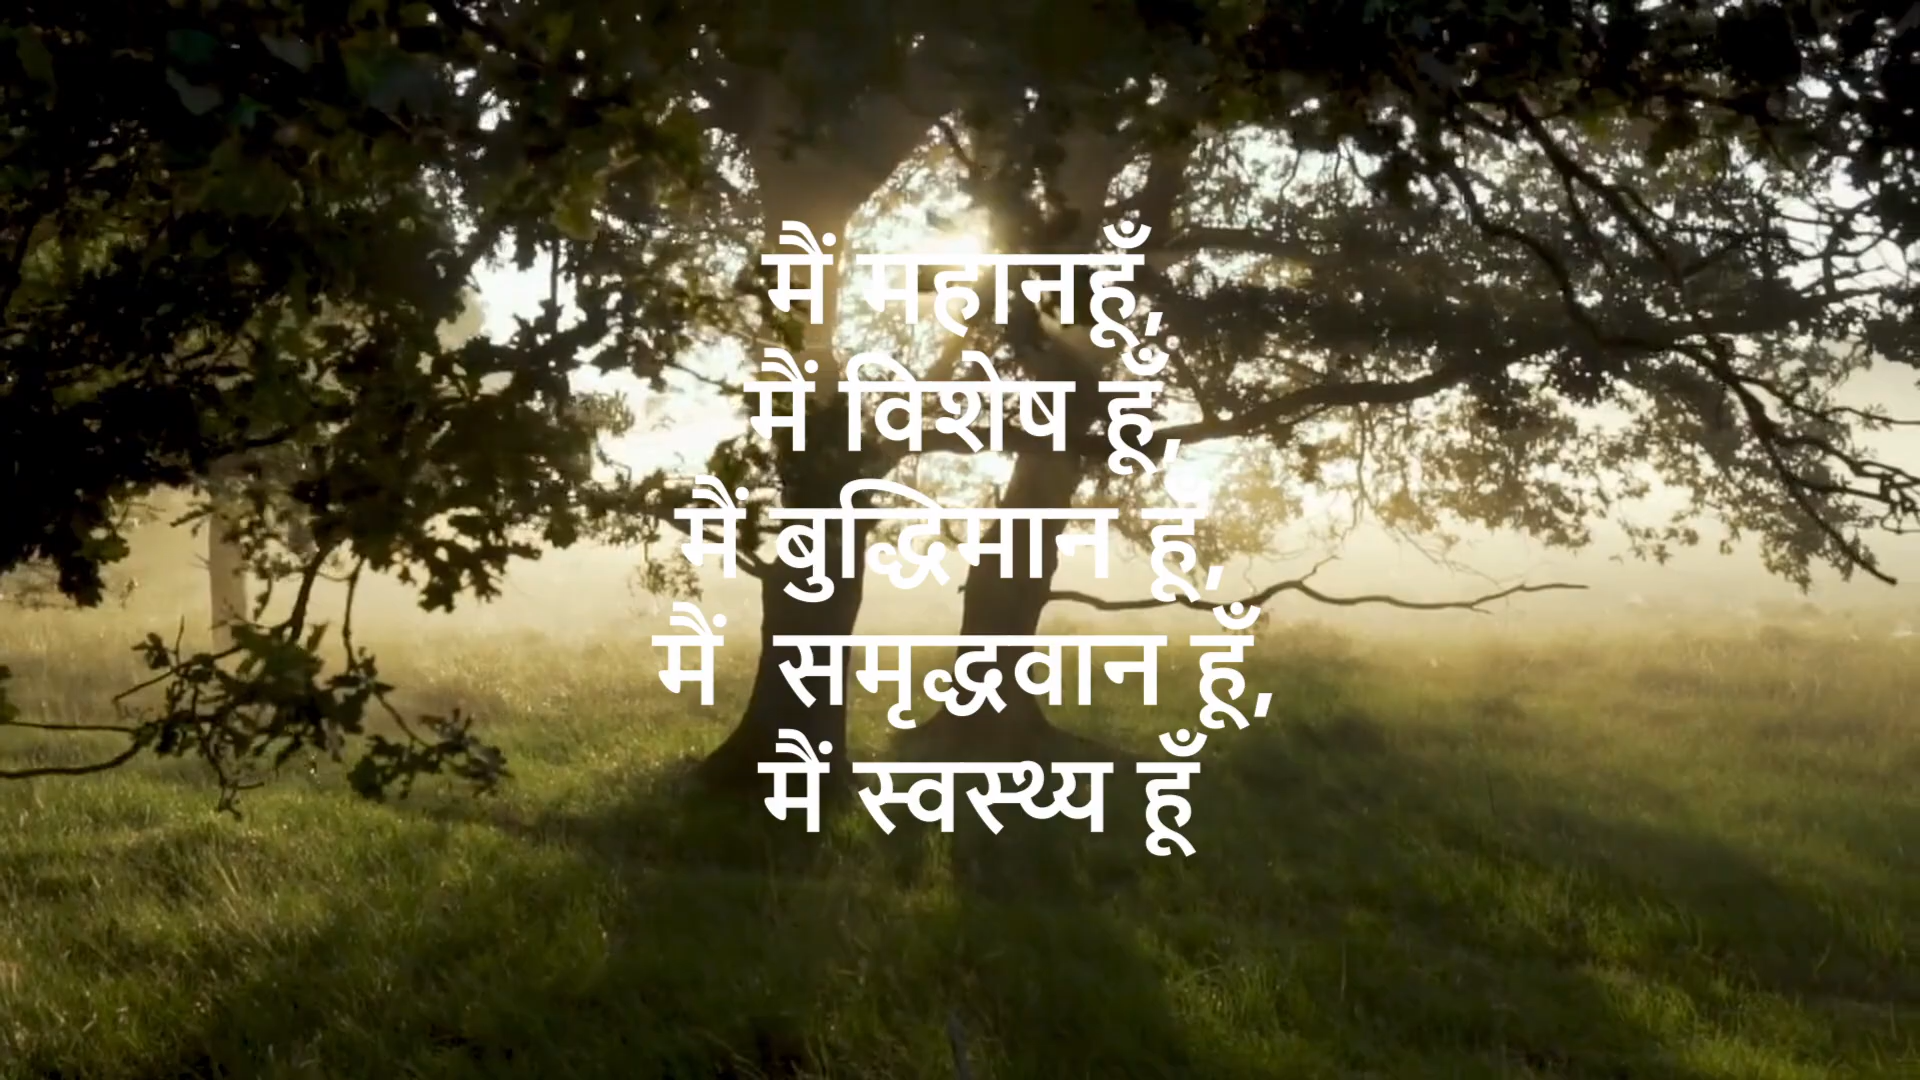 मैं महानहूँ,
मैं विशेष हूँ,
मैं बुद्धिमान हूँ,
मैं  समृद्धवान हूँ,
मैं स्वस्थ्य हूँ